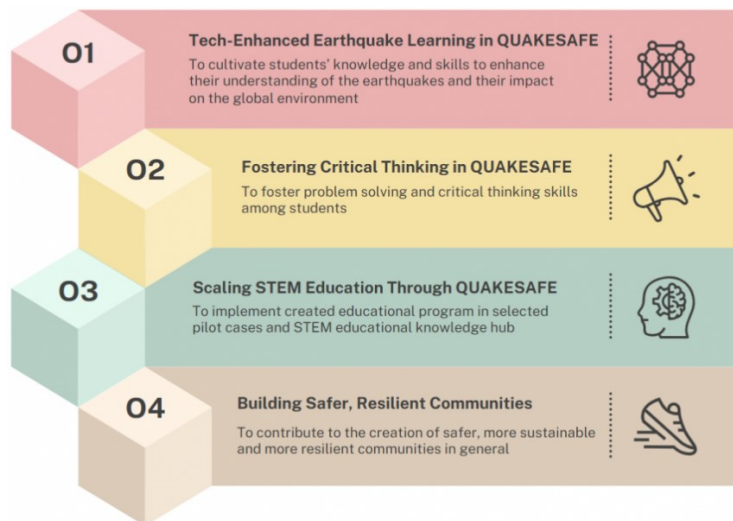 01
Tech-Enhanced Earthquake Learning in QUAKESAFE
To cultivate students' knowledge and skills to enhance
their understanding of the earthquakes and their impact
on the global environment
02
Fostering Critical Thinking in QUAKESAFE
To foster problem solving and critical thinking skills
among students
03
Scaling STEM Education Through QUAKESAFE
To implement created educational program in selected
pilot cases and STEM educational knowledge hub
04
Building Safer, Resilient Communities
To contribute to the creation of safer, more sustainable
and more resilient communities in general